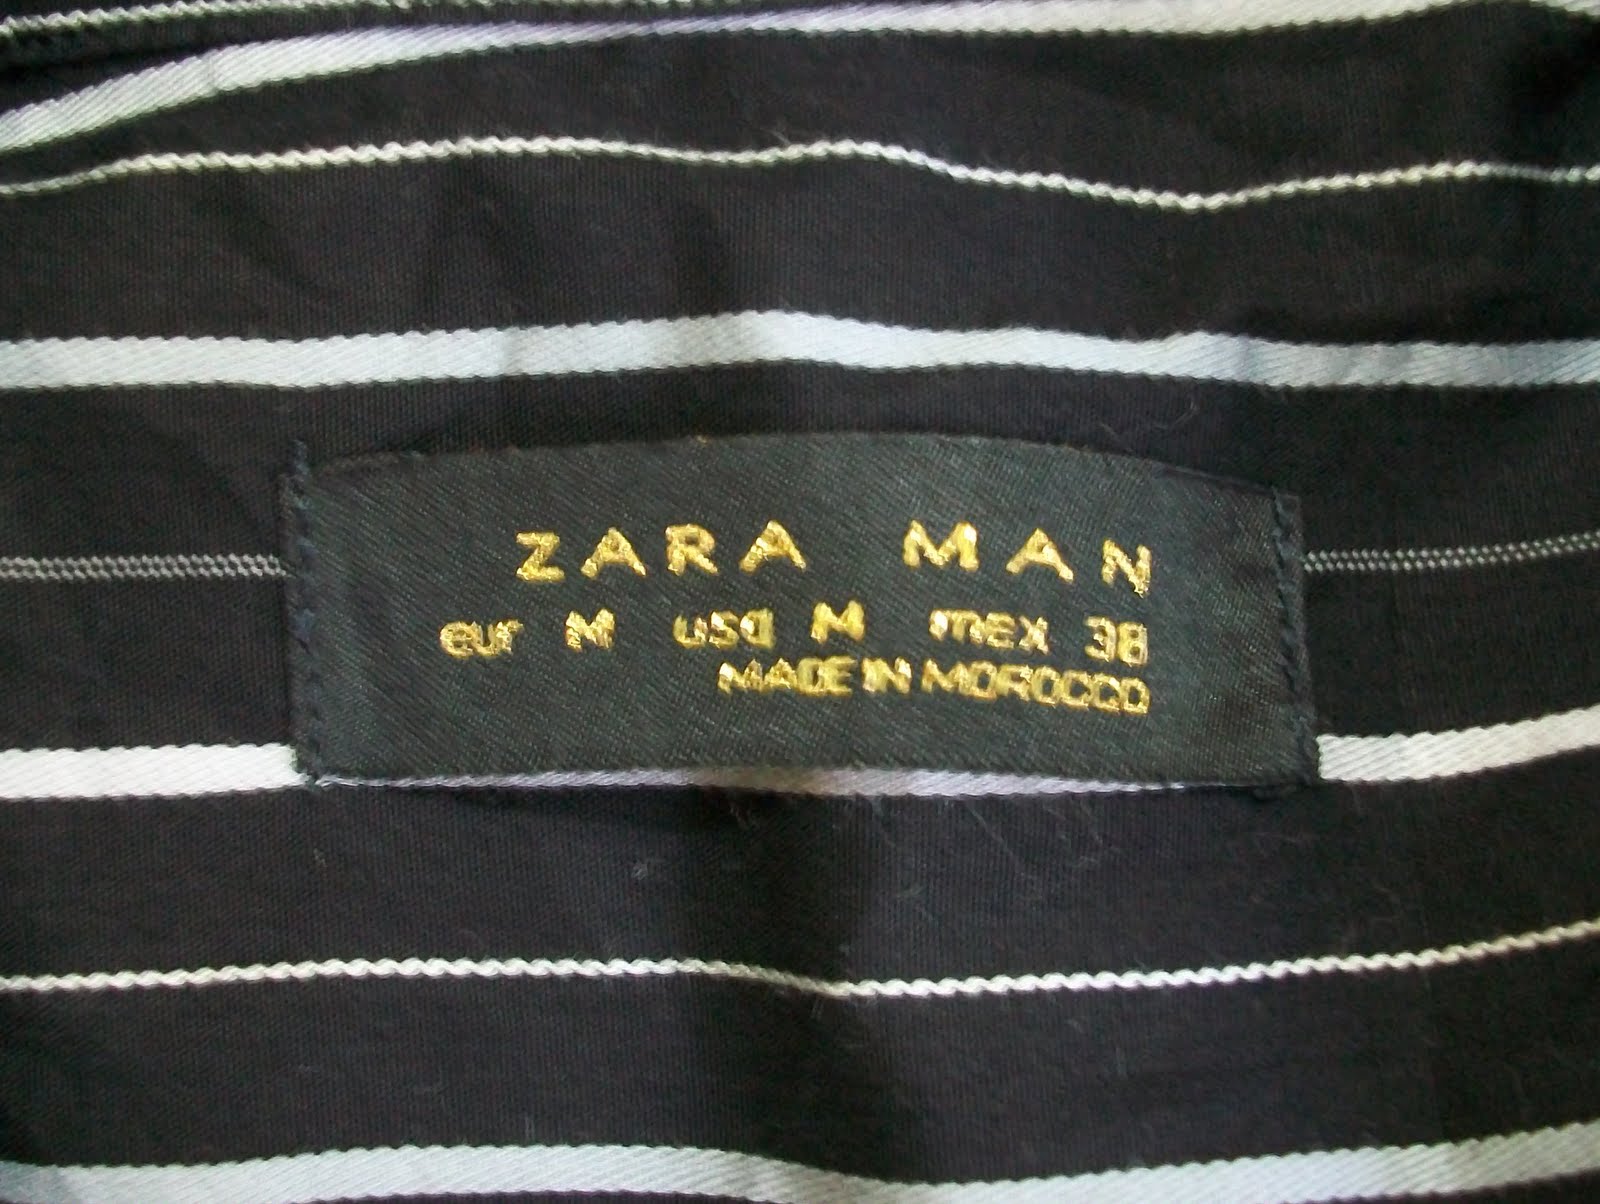 ZARA MAN
eur M usa M mex 38
MADE IN MOROCCO